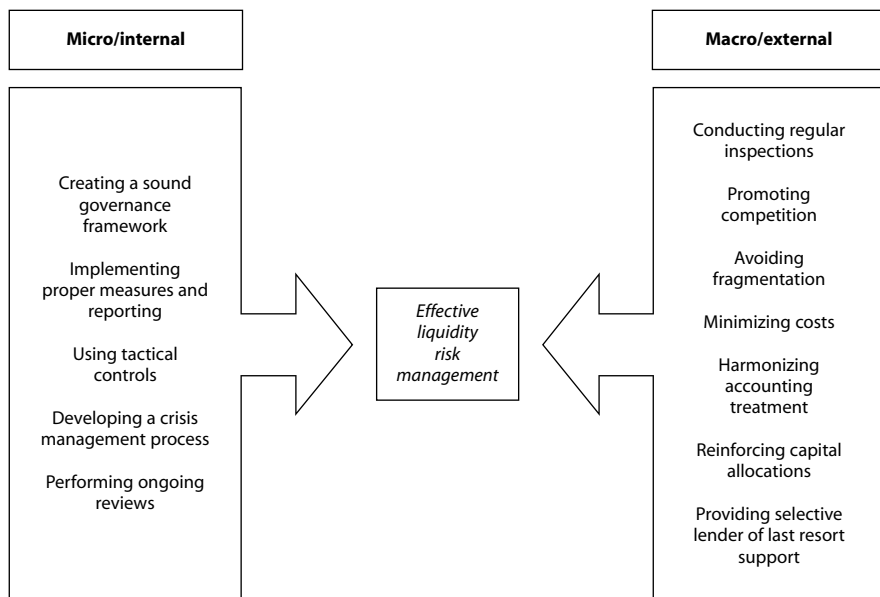 Micro/internal
Creating a sound
governance
framework
Implementing
proper measures and
reporting
Using tactical
controls
Developing a crisis
management process
Performing ongoing
reviews
Effective
liquidity
risk
management
Macro/external
Conducting regular
inspections
Promoting
competition
Avoiding
fragmentation
Minimizing costs
Harmonizing
accounting
treatment
Reinforcing capital
allocations
Providing selective
lender of last resort
support